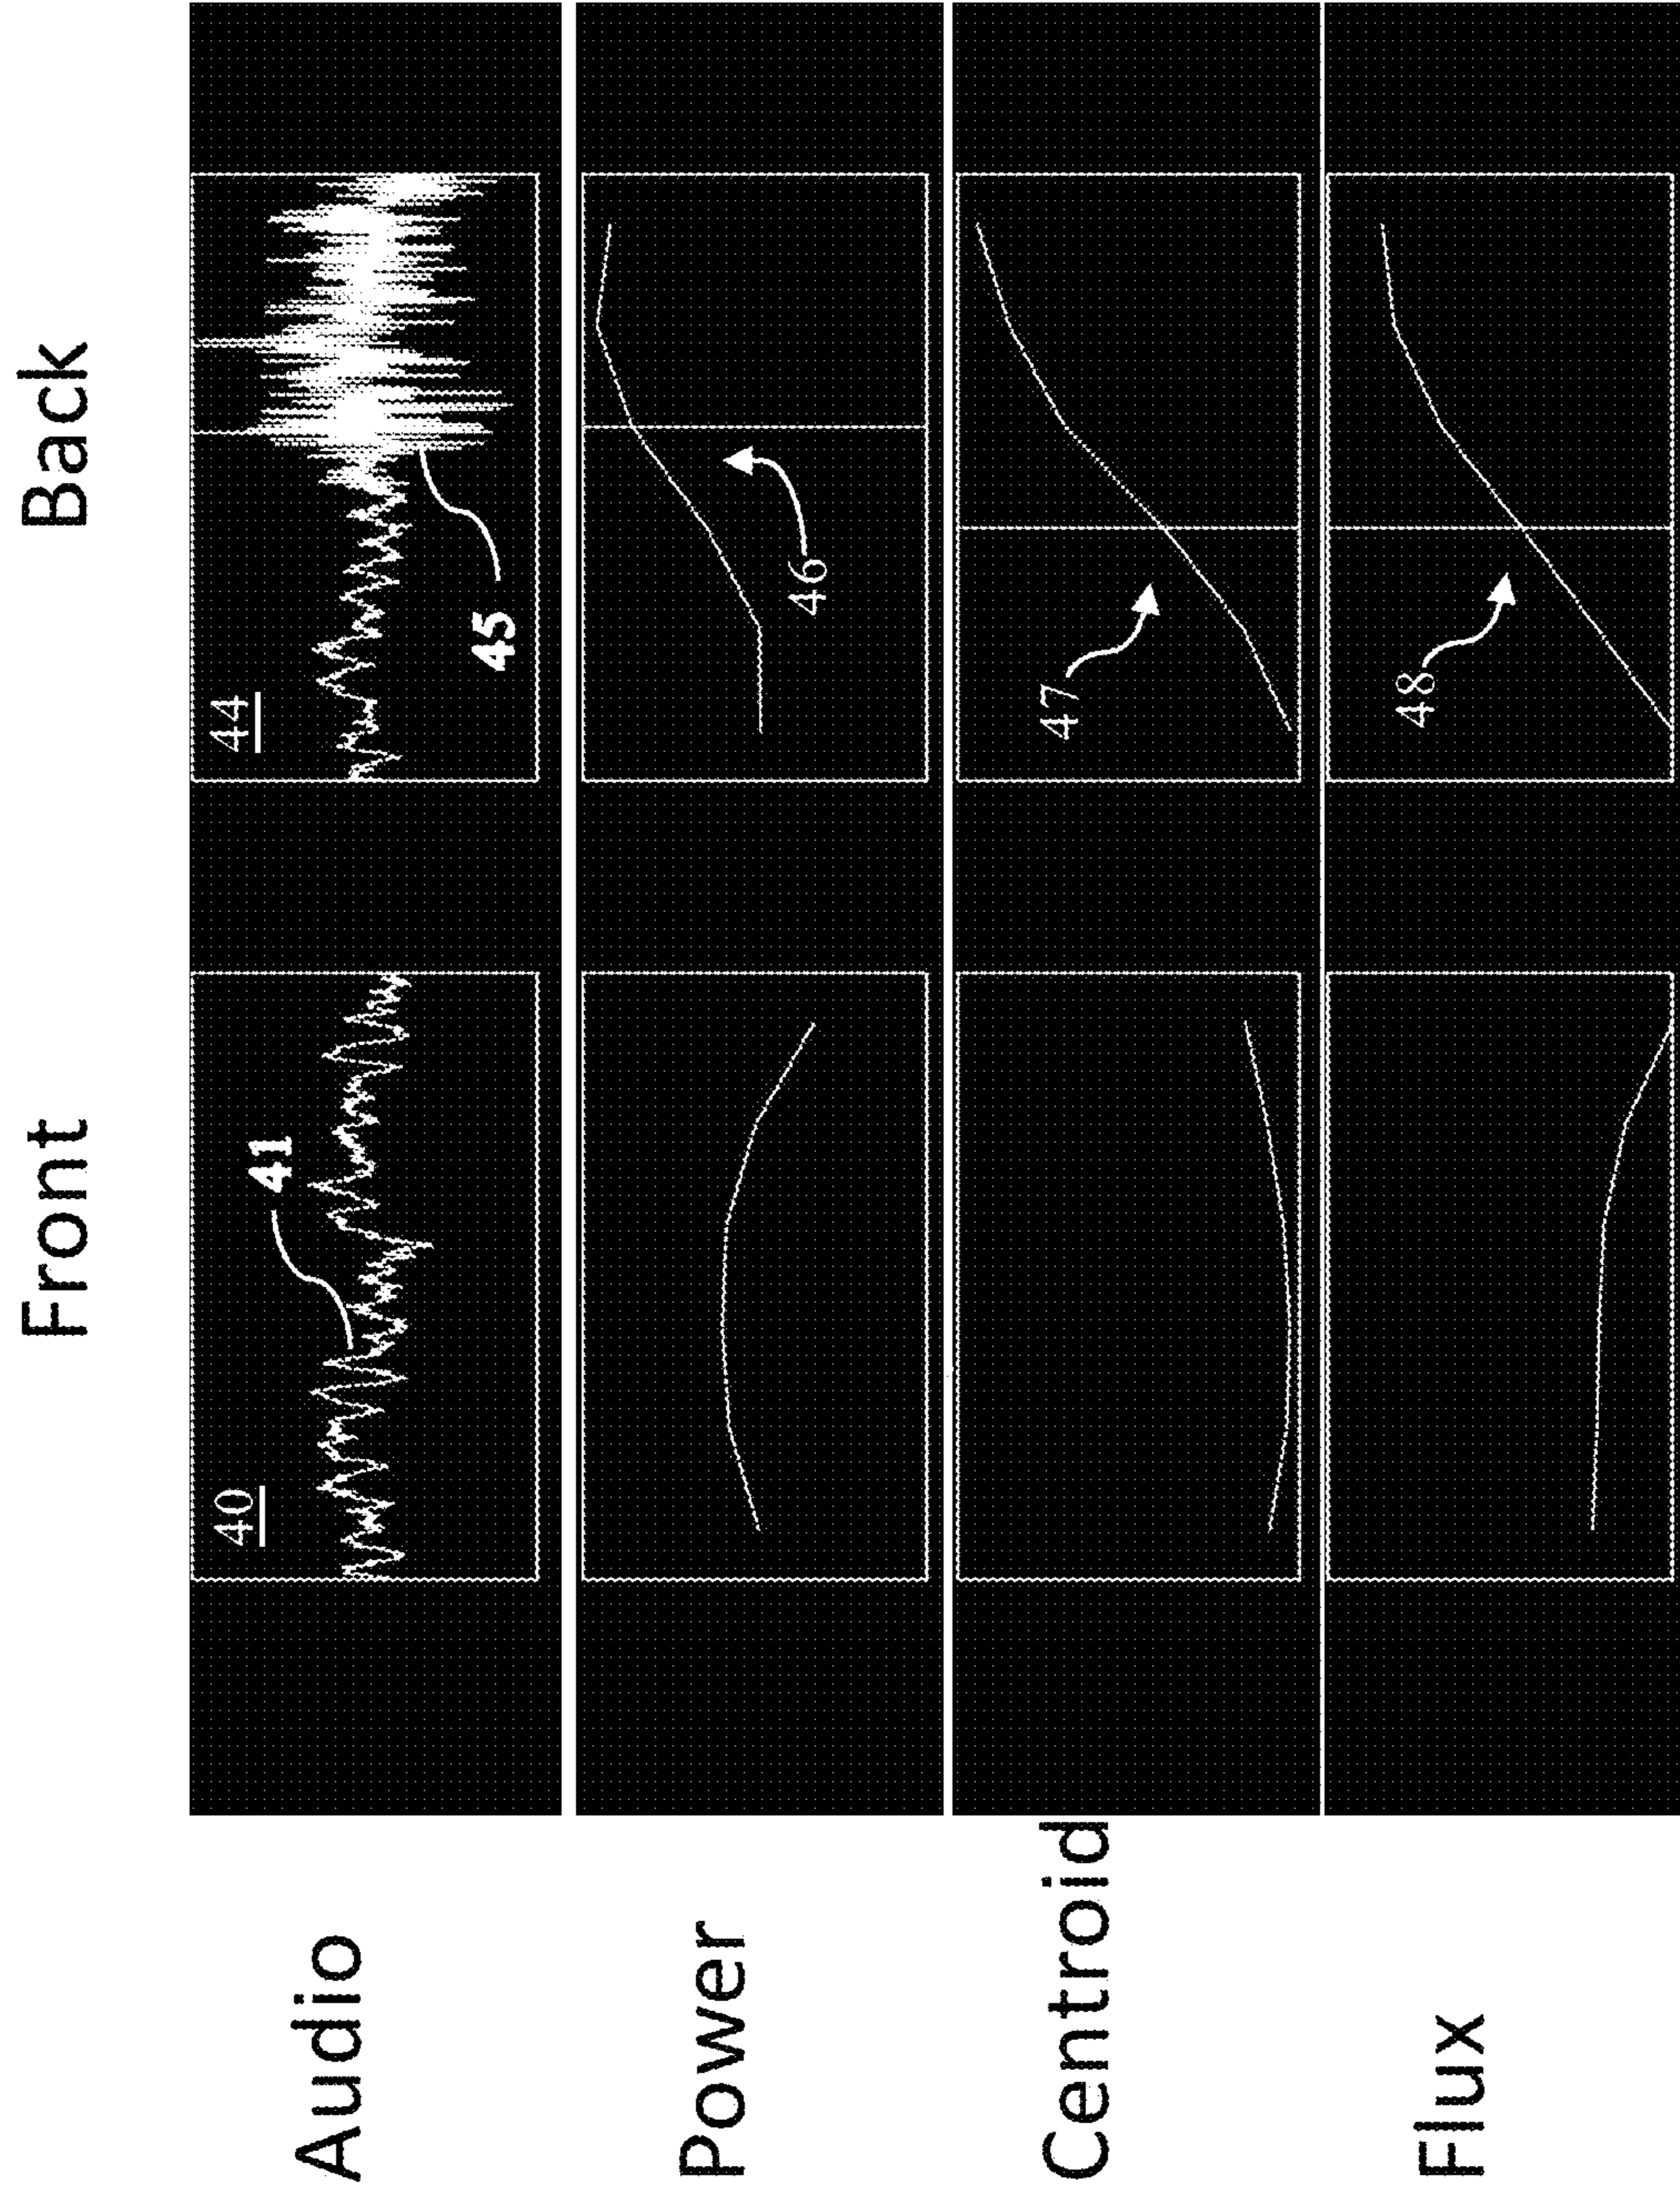 Front Back
Audio 40 41 44 45
Power 46
Centroid 47
Flux 48